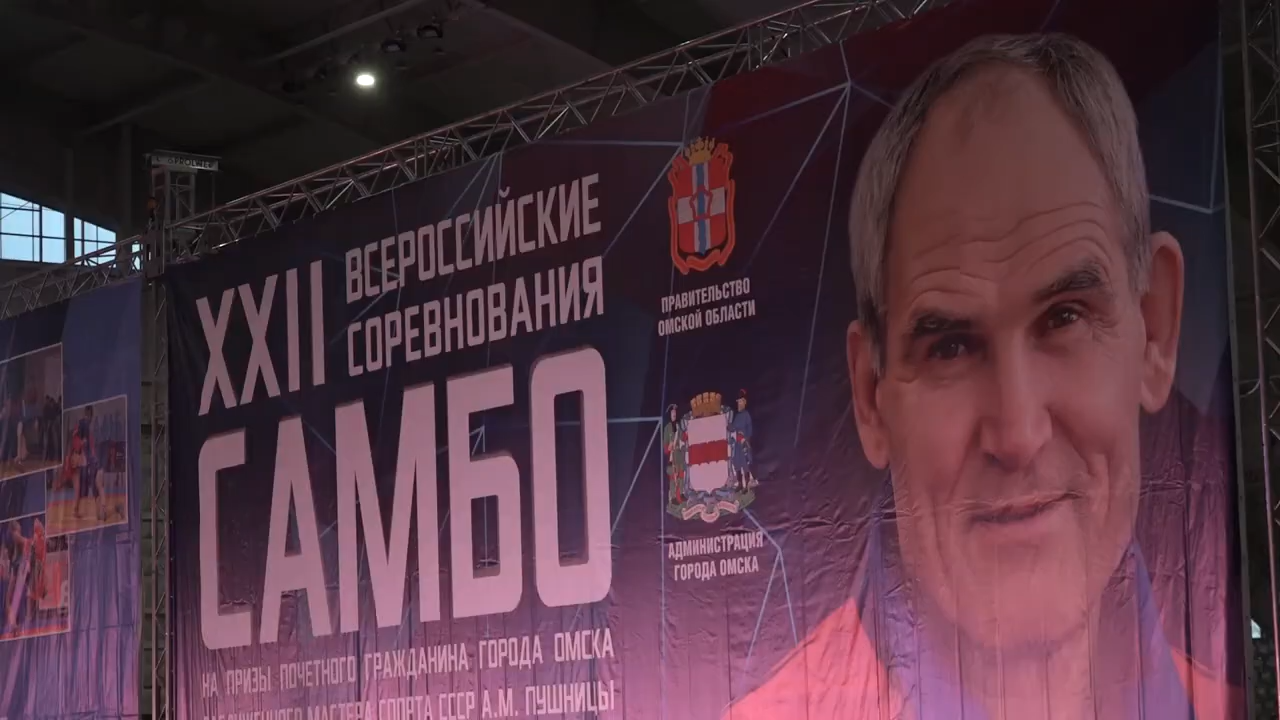 XXII
ВСЕРОССИЙСКИЕ
СОРЕВНОВАНИЯ
САМБО
НА ПРИЗЫ ПОЧЕТНОГО ГРАЖДАНИНА ГОРОДА ОМСКА
ЗАСЛУЖЕННОГО МАСТЕРА СПОРТА СССР А.М. ПУШНИЦЫ
ПРАВИТЕЛЬСТВО
ОМСКОЙ ОБЛАСТИ
АДМИНИСТРАЦИЯ
ГОРОДА ОМСКА